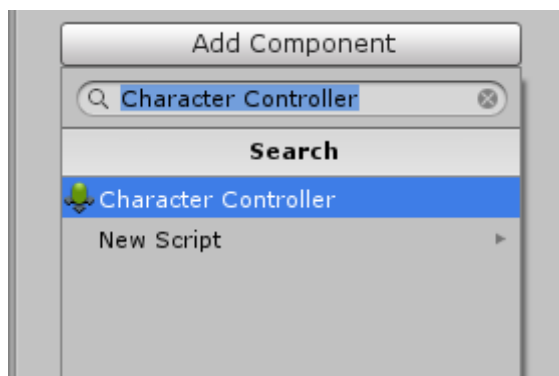 Add Component
Character Controller
Search
Character Controller
New Script